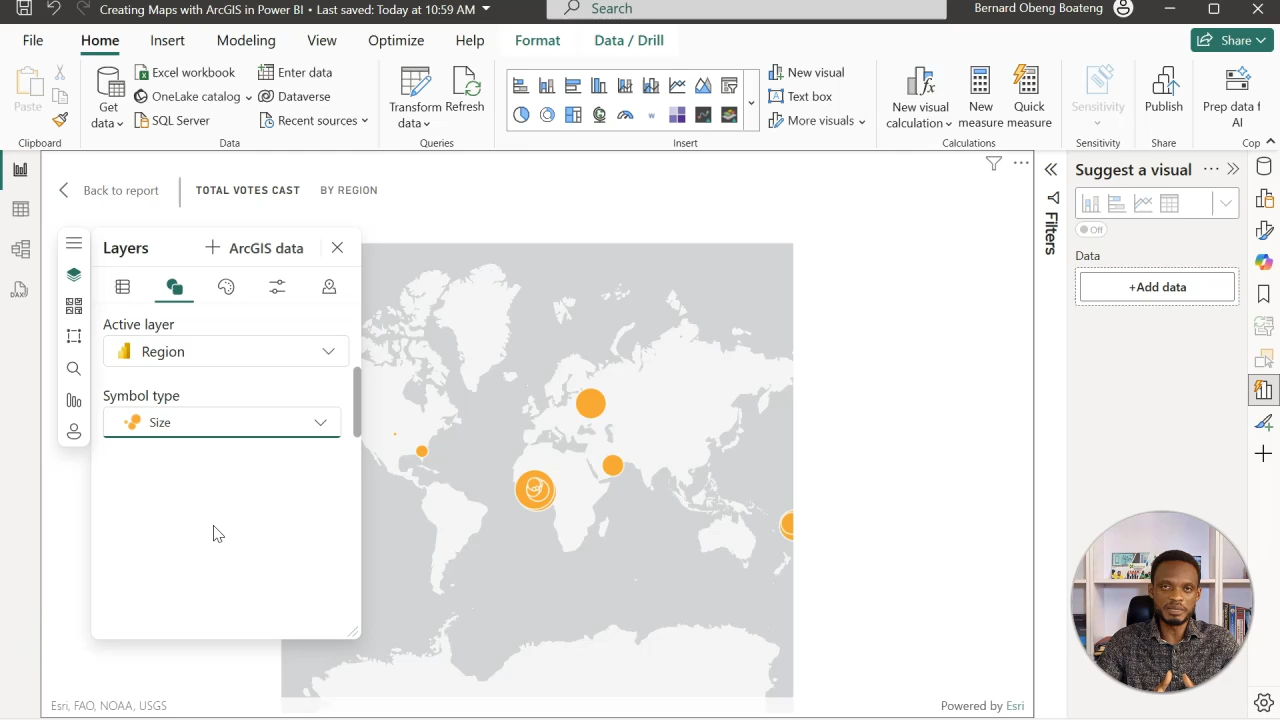 Creating Maps with ArcGIS in Power BI • Last saved: Today at 10:59 AM
Search
Bernard Obeng Boateng
File
Home
Insert
Modeling
View
Optimize
Help
Format
Data / Drill
Share
Paste
Clipboard
Get data
Excel workbook
OneLake catalog
SQL Server
Enter data
Dataverse
Recent sources
Data
Transform data
Refresh
Queries
New visual
Text box
More visuals
Insert
New visual calculation
New measure
Quick measure
Calculations
Sensitivity
Sensitivity
Publish
Share
Prep data f
AI
Cop
DAX
Back to report
TOTAL VOTES CAST
BY REGION
Layers
ArcGIS data
Active layer
Region
Symbol type
Size
Esri, FAO, NOAA, USGS
Powered by Esri
Filters
Suggest a visual
Off
Data
+Add data